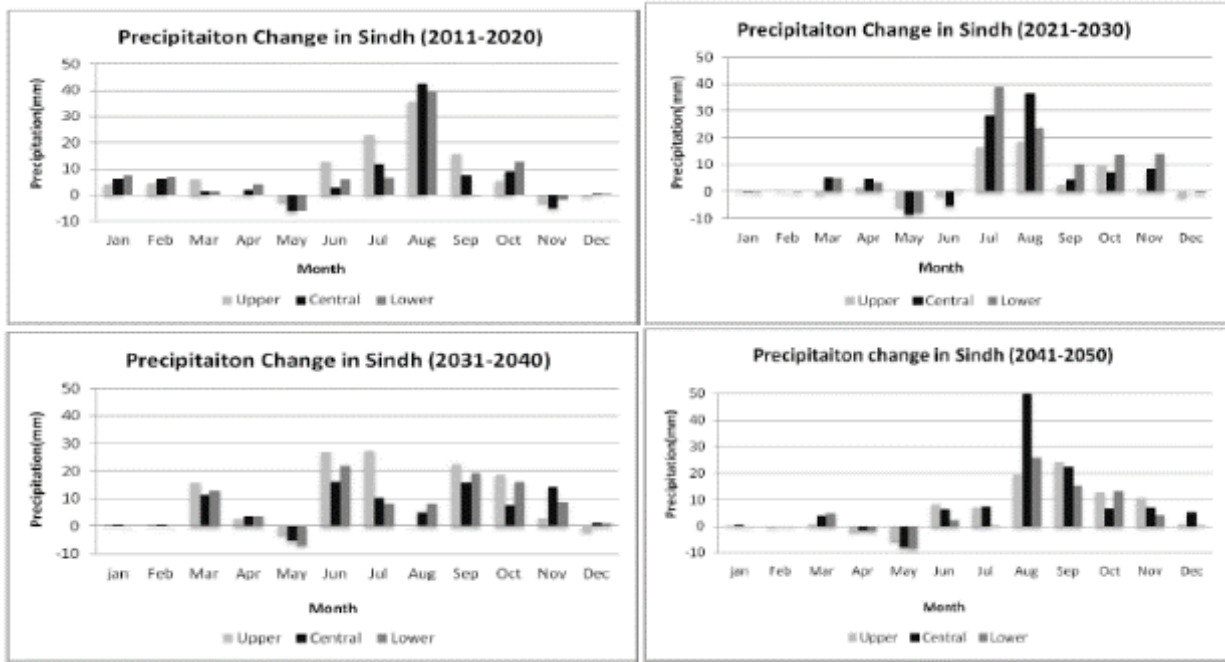 Precipitaiton Change in Sindh (2011-2020)
Precipitation(mm)
50
40
30
20
10
0
-10
Jan Feb Mar Apr May Jun Jul Aug Sep Oct Nov Dec
Month
Upper Central Lower
Precipitaiton Change in Sindh (2021-2030)
Precipitation(mm)
50
40
30
20
10
0
-10
Jan Feb Mar Apr May Jun Jul Aug Sep Oct Nov Dec
Month
Upper Central Lower
Precipitaiton Change in Sindh (2031-2040)
Precipitation(mm)
50
40
30
20
10
0
-10
jan Feb Mar Apr May Jun Jul Aug Sep Oct Nov Dec
Month
Upper Central Lower
Precipitaiton change in Sindh (2041-2050)
Precipitation(mm)
50
40
30
20
10
0
-10
jan Feb Mar Apr May Jun Jul Aug Sep Oct Nov Dec
Month
Upper Central Lower